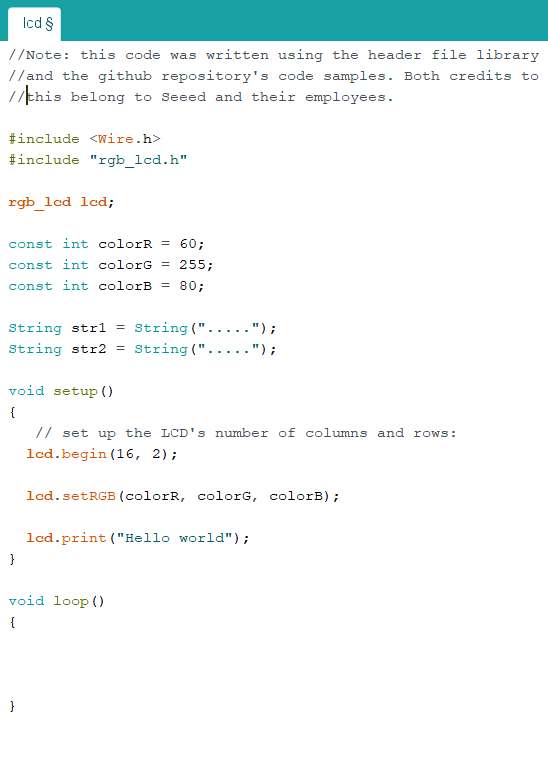 lcd §
//Note: this code was written using the header file library
//and the github repository's code samples. Both credits to
//this belong to Seeed and their employees.
#include <Wire.h>
#include "rgb_lcd.h"
rgb_lcd lcd;
const int colorR = 60;
const int colorG = 255;
const int colorB = 80;
String str1 = String(".....");
String str2 = String(".....");
void setup()
{
// set up the LCD's number of columns and rows:
lcd.begin(16, 2);
lcd.setRGB(colorR, colorG, colorB);
lcd.print("Hello world");
}
void loop()
{
}